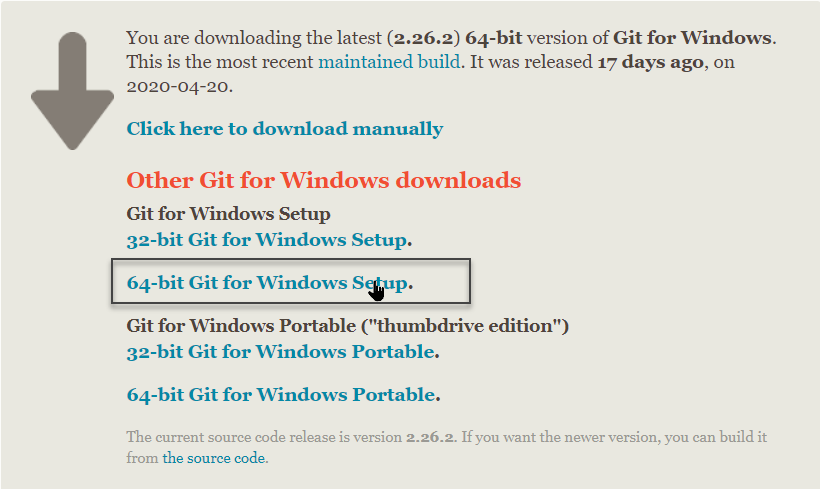 You are downloading the latest (2.26.2) 64-bit version of Git for Windows.
This is the most recent maintained build. It was released 17 days ago, on
2020-04-20.
Click here to download manually
Other Git for Windows downloads
Git for Windows Setup
32-bit Git for Windows Setup.
64-bit Git for Windows Setup.
Git for Windows Portable ("thumbdrive edition")
32-bit Git for Windows Portable.
64-bit Git for Windows Portable.
The current source code release is version 2.26.2. If you want the newer version, you can build it
from the source code.